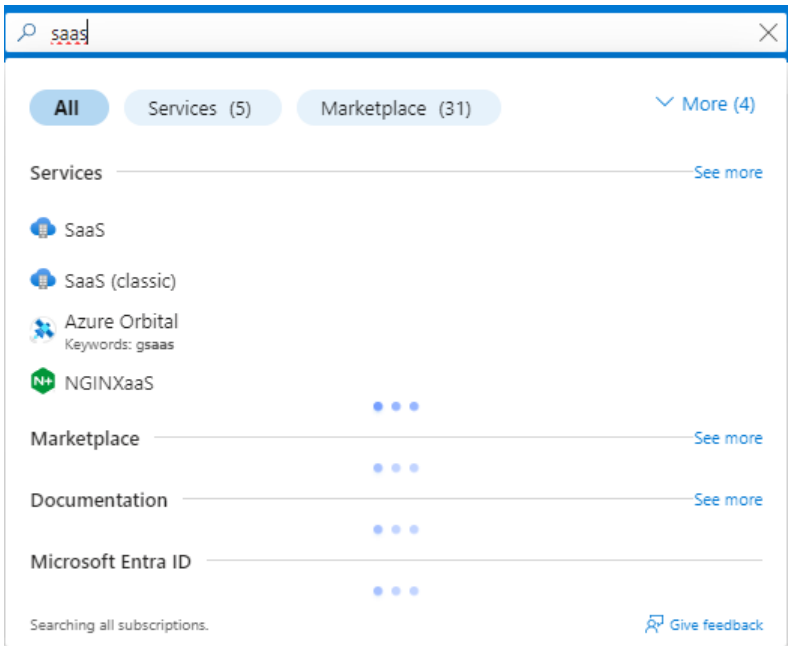 saas
All Services (5) Marketplace (31) More (4)
Services See more
SaaS
SaaS (classic)
Azure Orbital
Keywords: gsaas
N+ NGINXaaS
Marketplace See more
Documentation See more
Microsoft Entra ID
Searching all subscriptions. Give feedback